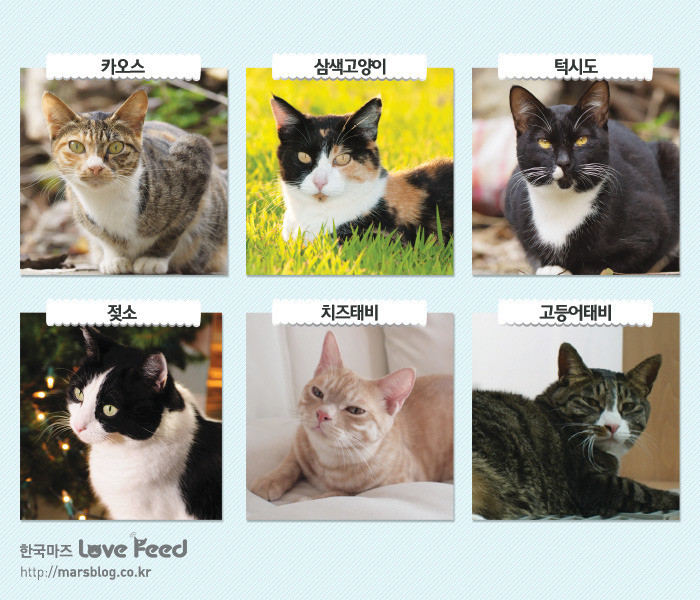 카오스
삼색고양이
턱시도
젖소
치즈태비
고등어태비
한국마즈 Love Feed
http://marsblog.co.kr